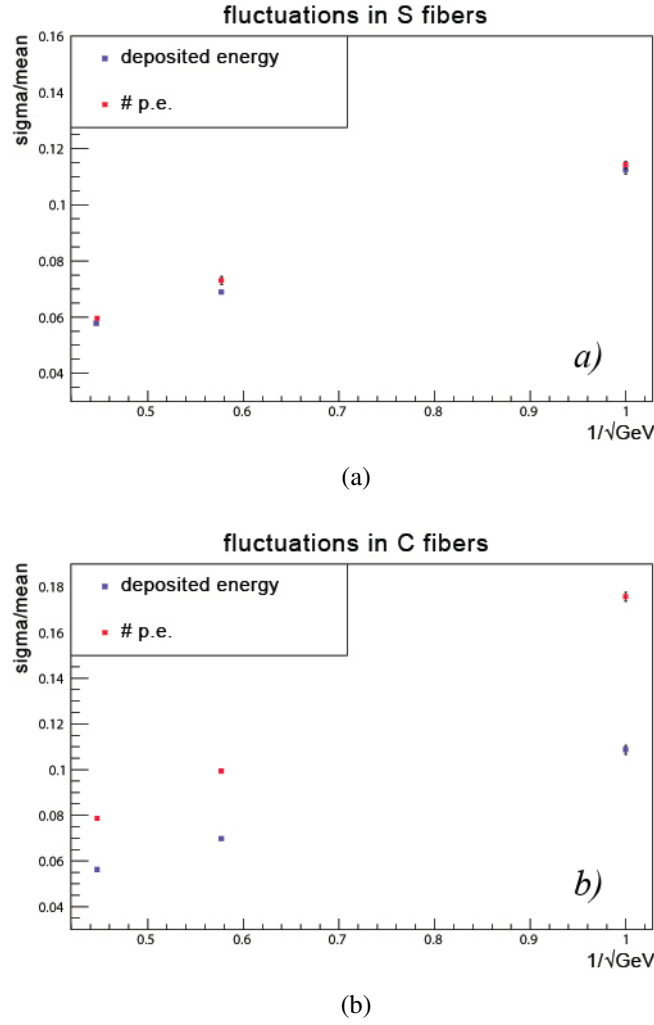 fluctuations in S fibers
sigma/mean
0.16
0.14
0.12
0.1
0.08
0.06
0.04
deposited energy
# p.e.
a)
0.5 0.6 0.7 0.8 0.9 1
1/√GeV
(a)
fluctuations in C fibers
sigma/mean
0.18
0.16
0.14
0.12
0.1
0.08
0.06
0.04
deposited energy
# p.e.
b)
0.5 0.6 0.7 0.8 0.9 1
1/√GeV
(b)